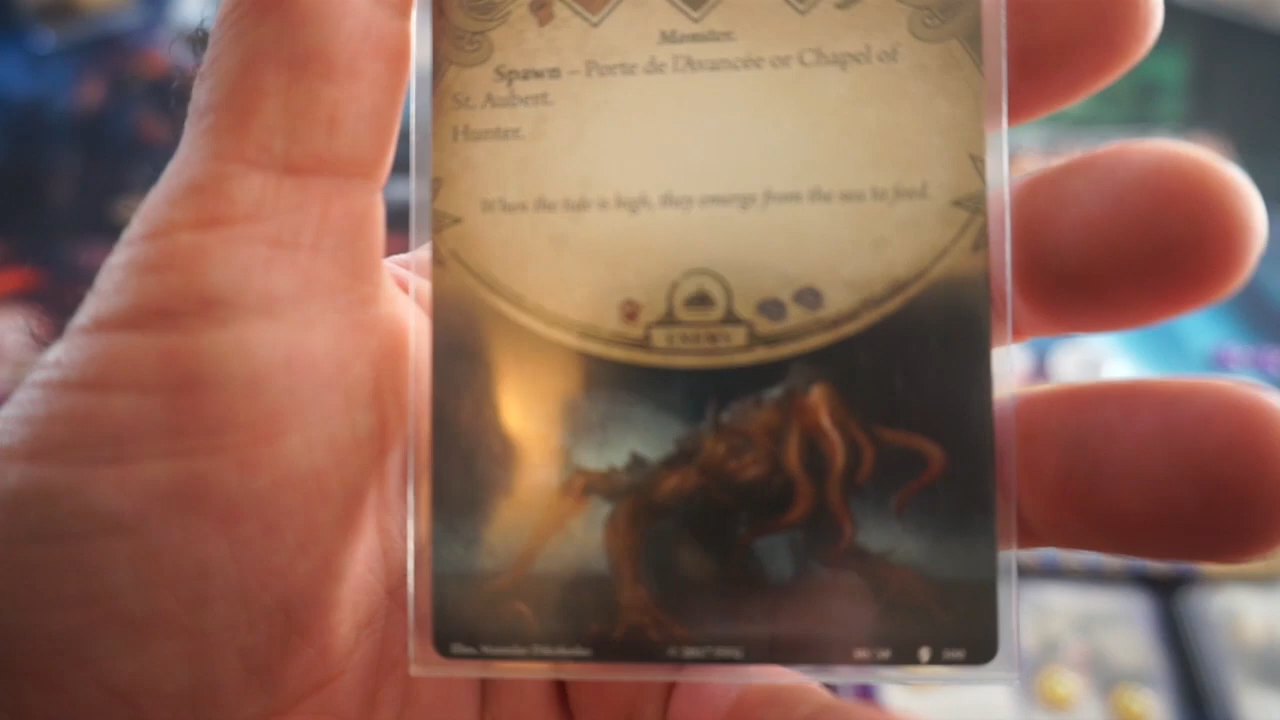 Monster.
Spawn – Porte de l'Avancée or Chapel of
St. Aubert.
Hunter.
When the tide is high, they emerge from the sea to feed.
ENEMY